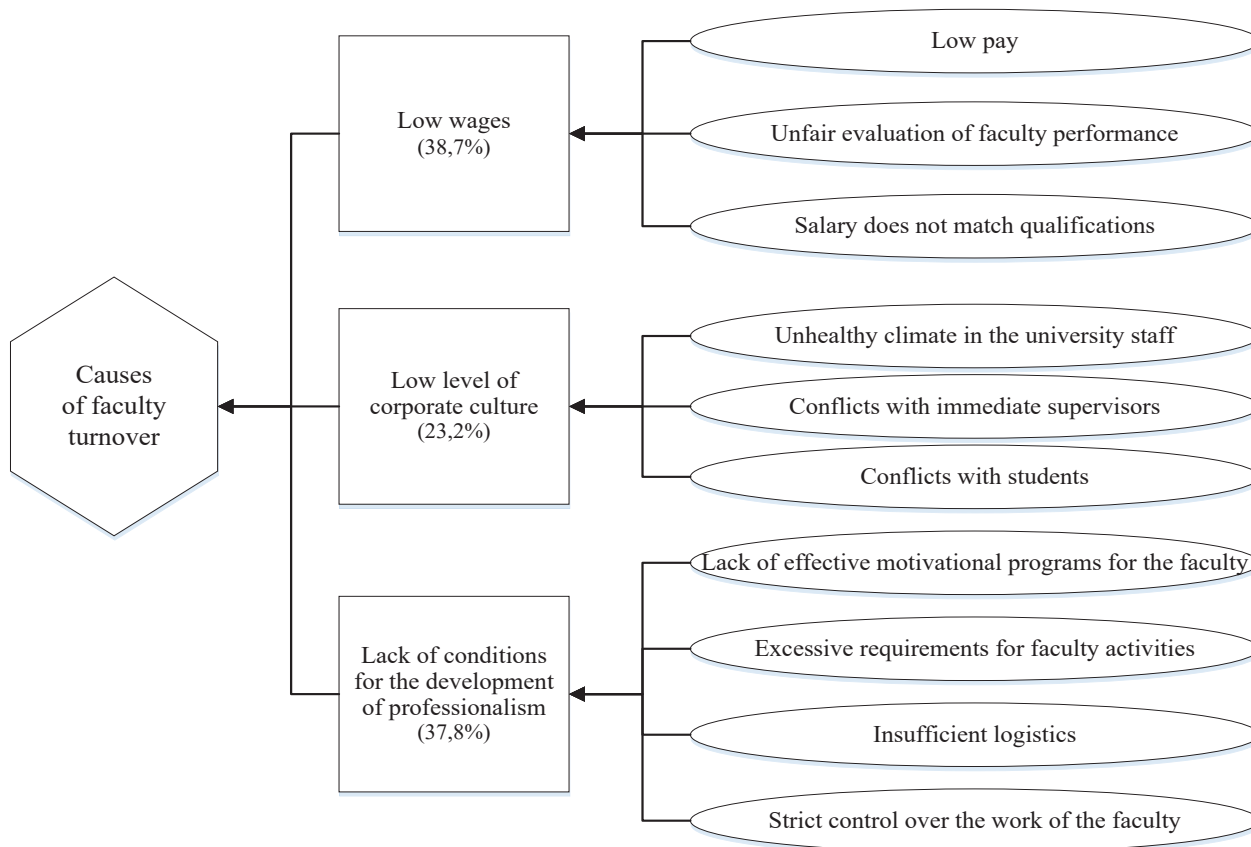 Causes
of faculty
turnover
Low wages
(38,7%)
Low pay
Unfair evaluation of faculty performance
Salary does not match qualifications
Low level of
corporate culture
(23,2%)
Unhealthy climate in the university staff
Conflicts with immediate supervisors
Conflicts with students
Lack of conditions
for the development
of professionalism
(37,8%)
Lack of effective motivational programs for the faculty
Excessive requirements for faculty activities
Insufficient logistics
Strict control over the work of the faculty